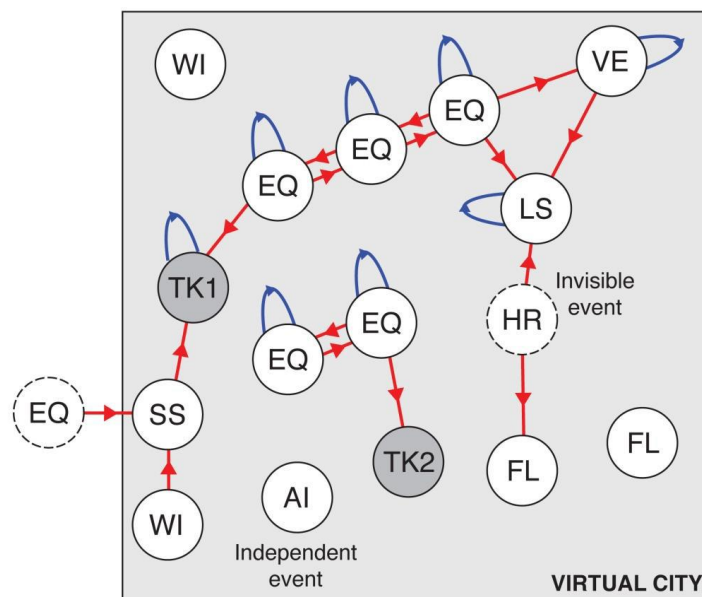 WI
VE
EQ
EQ
EQ
LS
TK1
Invisible
event
HR
EQ
EQ
EQ
SS
FL
TK2
FL
AI
WI
Independent
event
VIRTUAL CITY